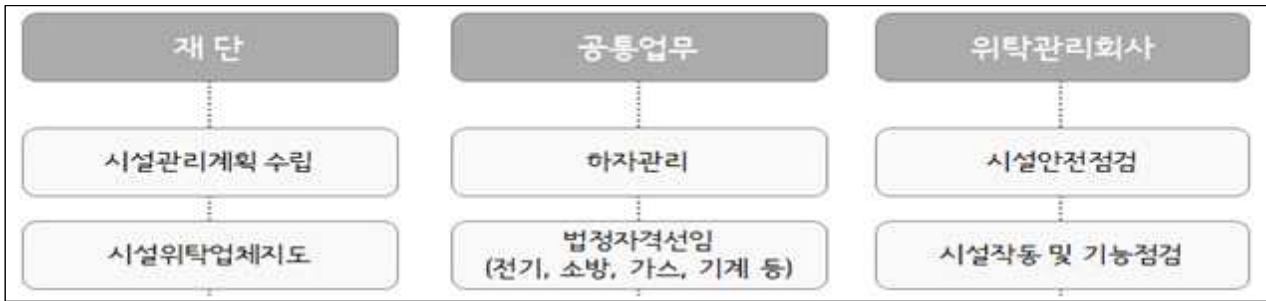 재 단
공통업무
위탁관리회사
시설관리계획 수립
하자관리
시설안전점검
시설위탁업체지도
법정자격선임
(전기, 소방, 가스, 기계 등)
시설작동 및 기능점검